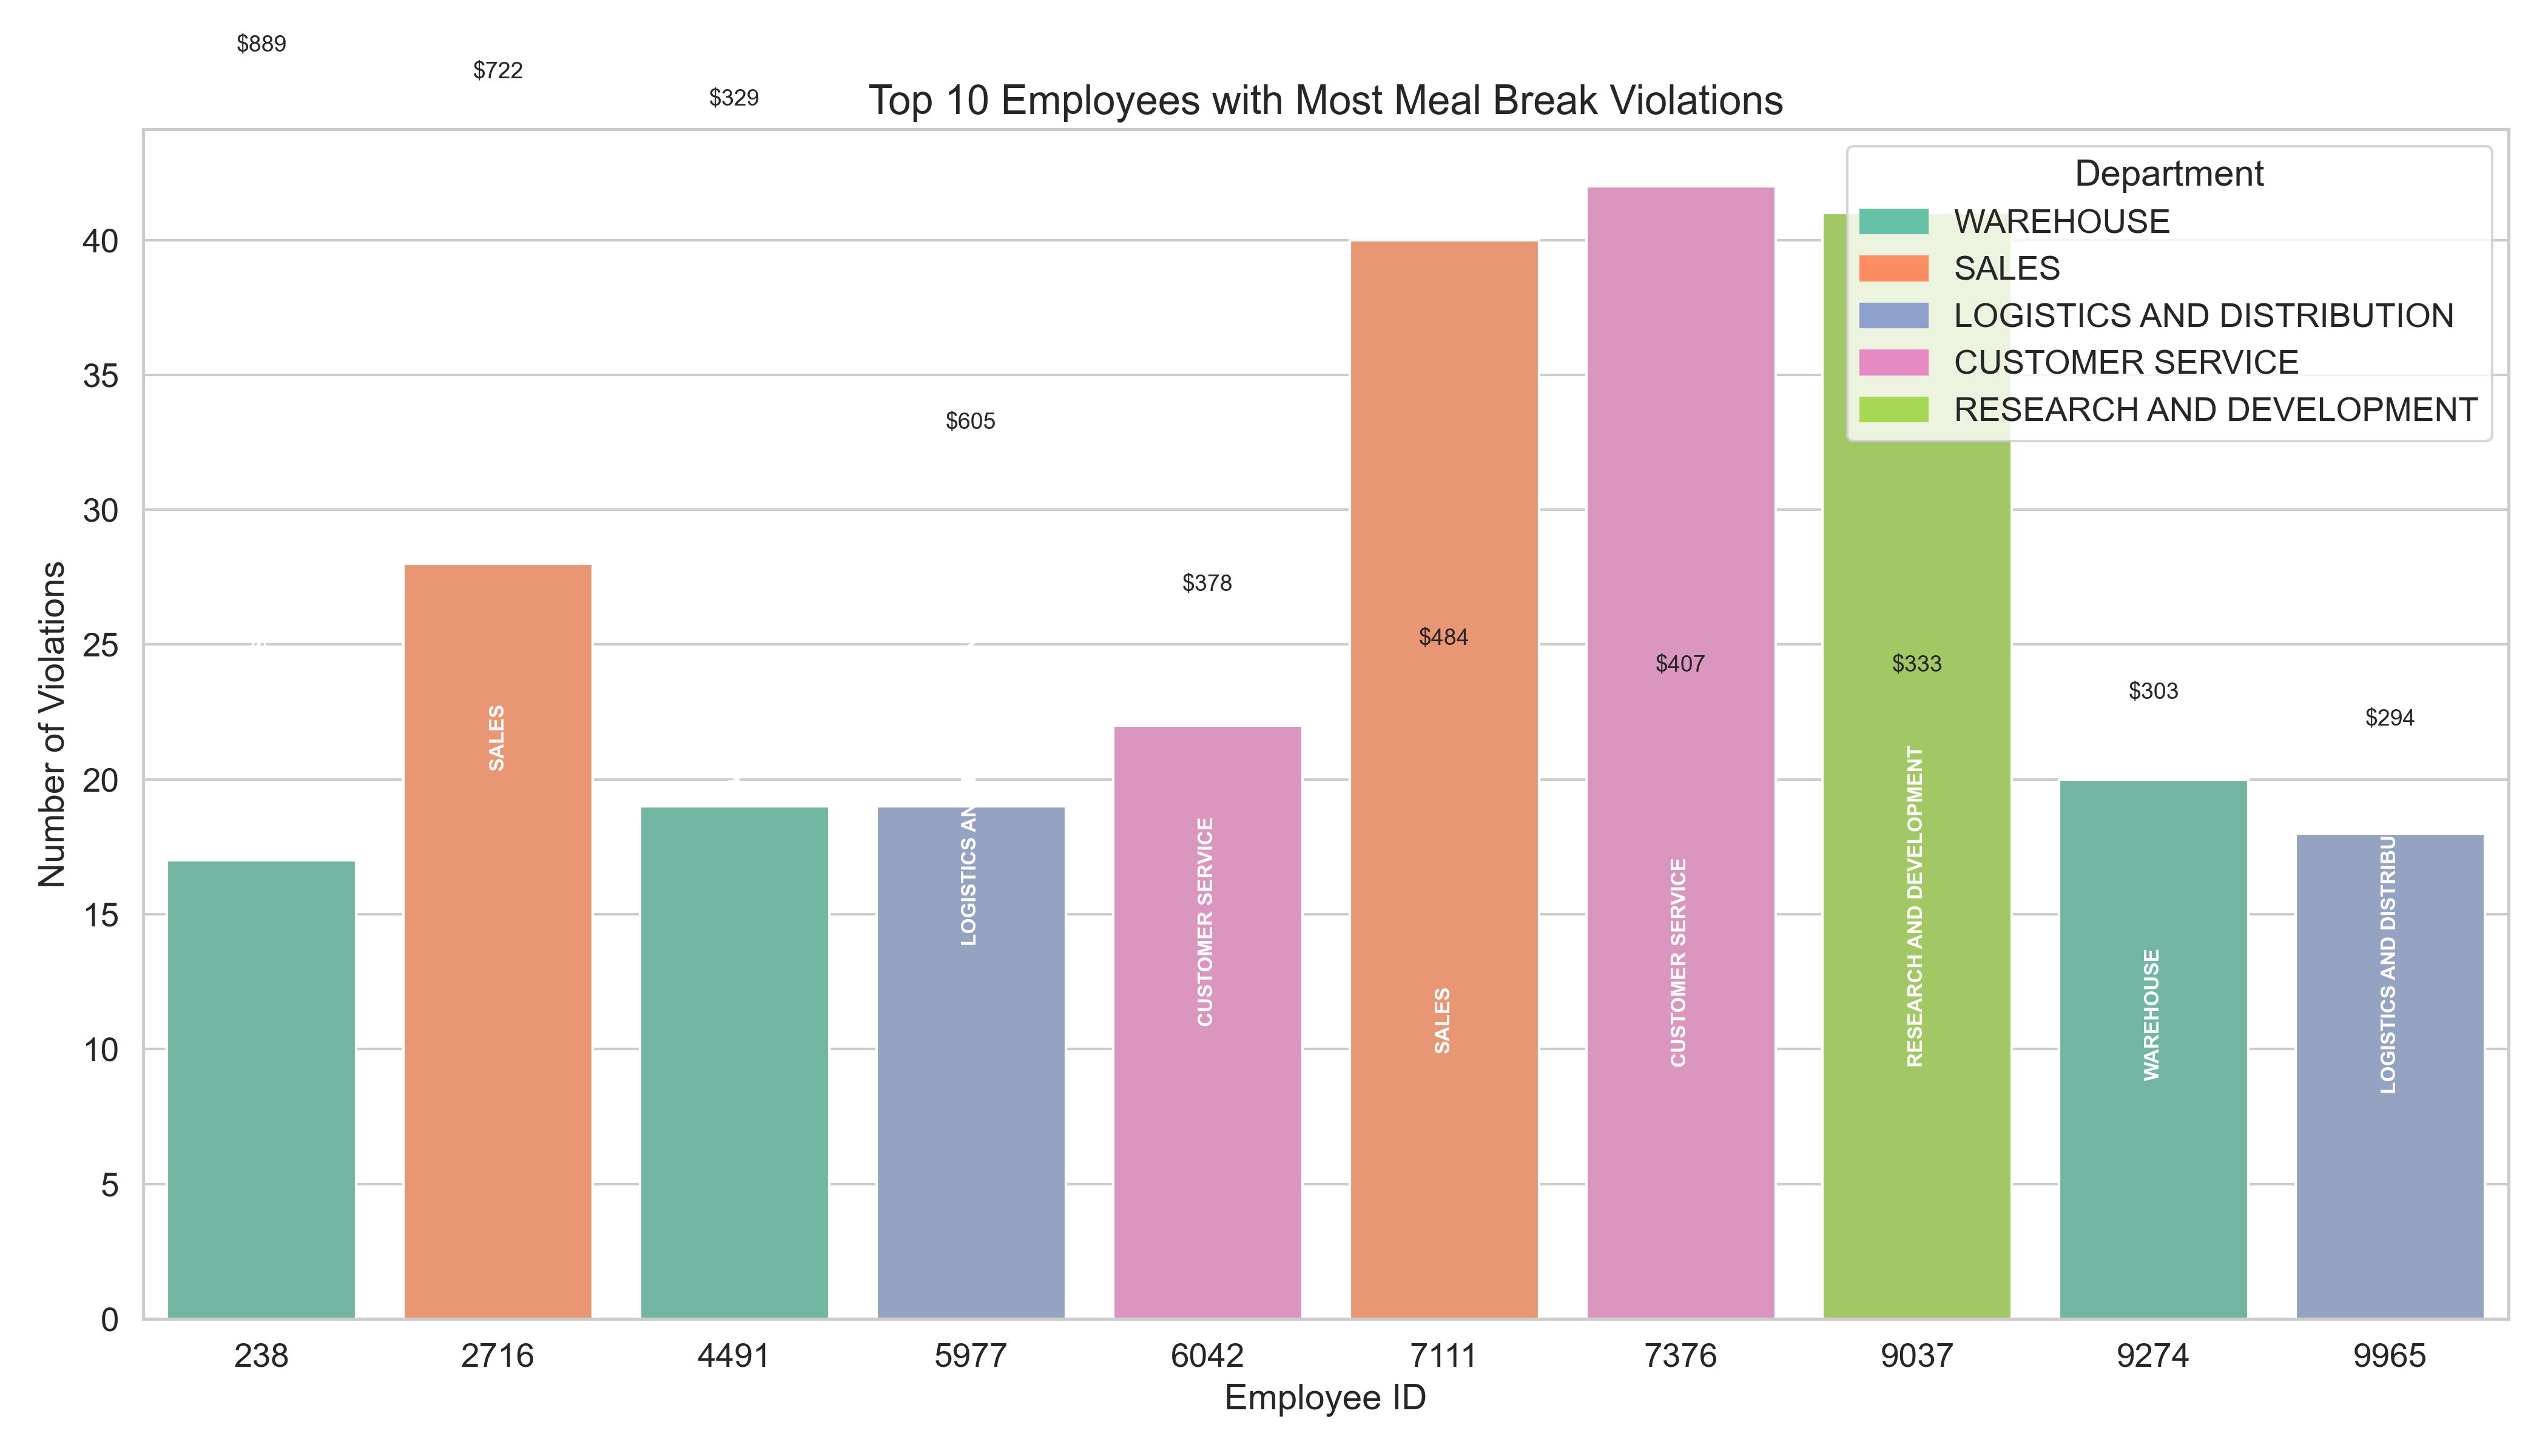 $889
$722
$329
Top 10 Employees with Most Meal Break Violations
Department
WAREHOUSE
SALES
LOGISTICS AND DISTRIBUTION
CUSTOMER SERVICE
RESEARCH AND DEVELOPMENT
$605
$378
$484
$407
$333
$303
$294
40
35
30
25
20
15
10
5
0
Number of Violations
SALES
LOGISTICS AN
CUSTOMER SERVICE
SALES
CUSTOMER SERVICE
RESEARCH AND DEVELOPMENT
WAREHOUSE
LOGISTICS AND DISTRIBU
238 2716 4491 5977 6042 7111 7376 9037 9274 9965
Employee ID